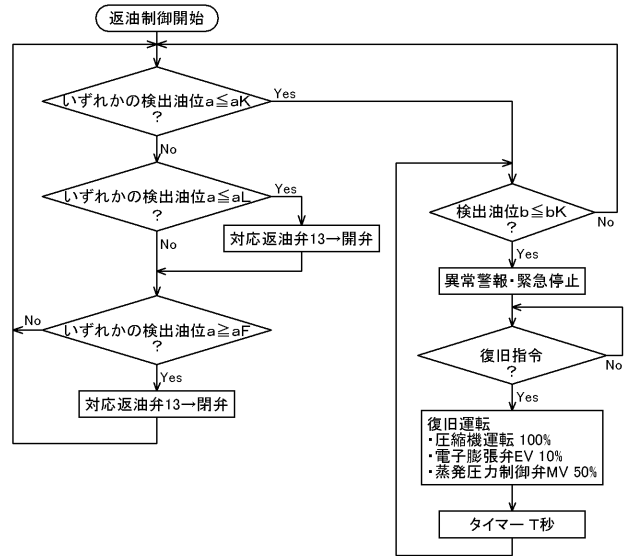 返油制御開始
いずれかの検出油位a≦aK
?
Yes
No
いずれかの検出油位a≦aL
?
Yes
No
対応返油弁13→開弁
いずれかの検出油位a≧aF
?
No
Yes
対応返油弁13→閉弁
検出油位b≦bK
?
No
Yes
異常警報・緊急停止
復旧指令
?
No
Yes
復旧運転
・圧縮機運転 100%
・電子膨張弁EV 10%
・蒸発圧力制御弁MV 50%
タイマー T秒